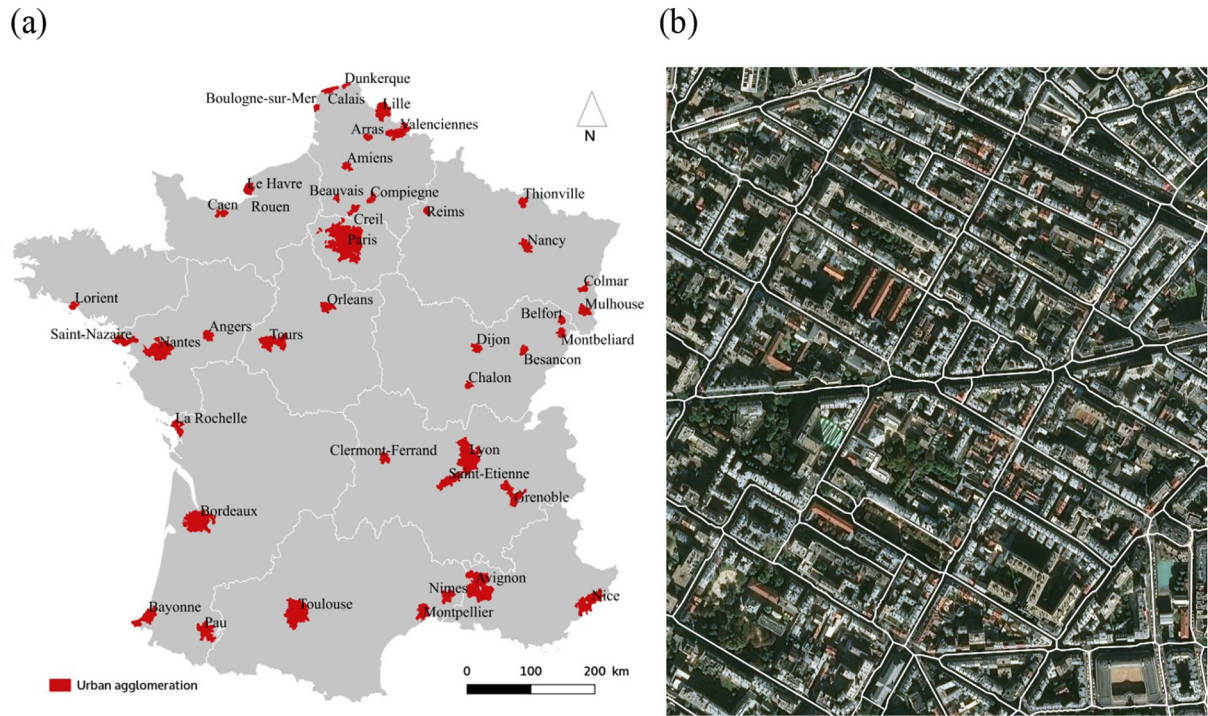 (a)
(b)
Dunkerque
Boulogne-sur-Mer
Calais
Lille
N
Arras
Valenciennes
Amiens
Le Havre
Beauvais
Compiegne
Thionville
Caen
Rouen
Creil
Reims
Paris
Nancy
Colmar
Lorient
Orleans
Mulhouse
Belfort
Saint-Nazaire
Nantes
Angers
Tours
Dijon
Montbeliard
Besancon
Chalon
La Rochelle
Clermont-Ferrand
Lyon
Saint-Etienne
Grenoble
Bordeaux
Avignon
Nimes
Bayonne
Toulouse
Montpellier
Nice
Pau
Urban agglomeration
0 100 200 km